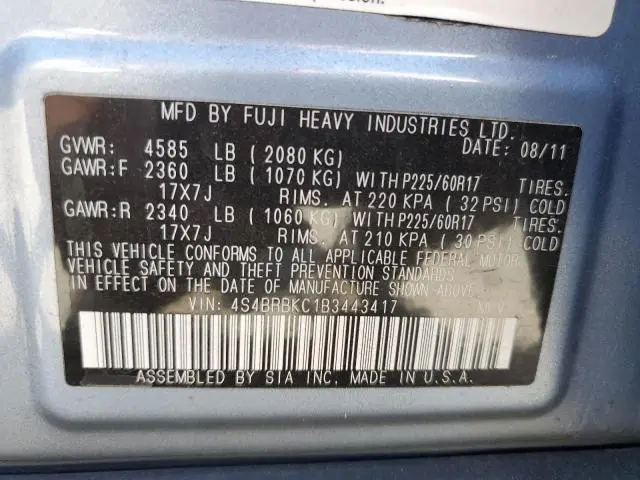 MFD BY FUJI HEAVY INDUSTRIES LTD.
GVWR: 4585 LB ( 2080 KG) DATE: 08/11
GAWR:F 2360 LB ( 1070 KG) WITH P225/60R17 TIRES.
17X7J RIMS. AT 220 KPA ( 32 PSI) COLD
GAWR:R 2340 LB ( 1060 KG) WITH P225/60R17 TIRES.
17X7J RIMS. AT 210 KPA ( 30 PSI) COLD
THIS VEHICLE CONFORMS TO ALL APPLICABLE FEDERAL MOTOR
VEHICLE SAFETY AND THEFT PREVENTION STANDARDS
IN EFFECT ON THE DATE OF MANUFACTURE SHOWN ABOVE.
VIN: 4S4BRBKC1B3443417
ASSEMBLED BY SIA INC. MADE IN U.S.A.